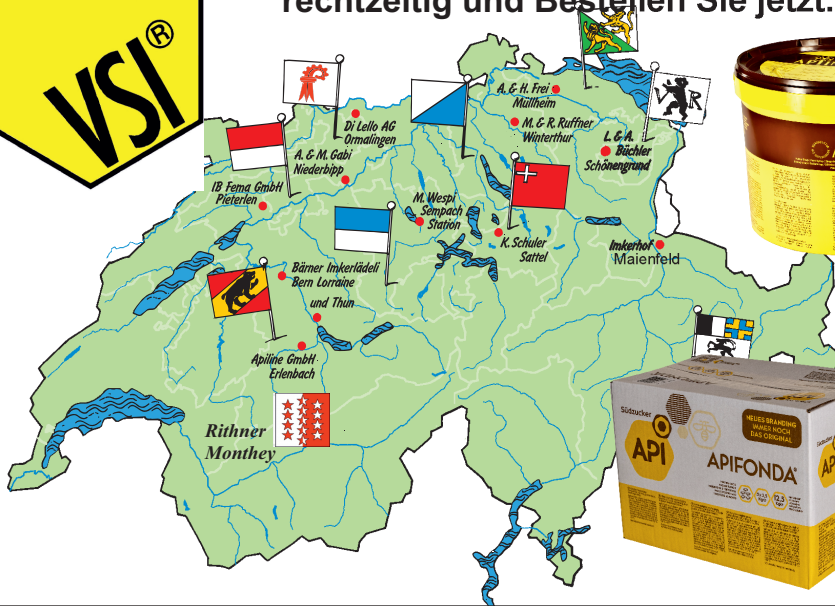 rechtzeitig und Bestellen Sie jetzt.
VSI®
A. & H. Frei
Müllheim
M. & R. Ruffner
Winterthur
L. & A.
Büchler
Schönengrund
R
Di Lello AG
Ormalingen
A. & M. Gabi
Niederbipp
IB Fema GmbH
Pieterlen
M. Wespi
Sempach
Station
K. Schuler
Sattel
Imkerhof
Maienfeld
Bärner Imkerlädeli
Bern Lorraine
und Thun
Apiline GmbH
Erlenbach
Rithner
Monthey
Südzucker
API
NEUES BRANDING
IMMER NOCH
DAS ORIGINAL
APIFONDA®